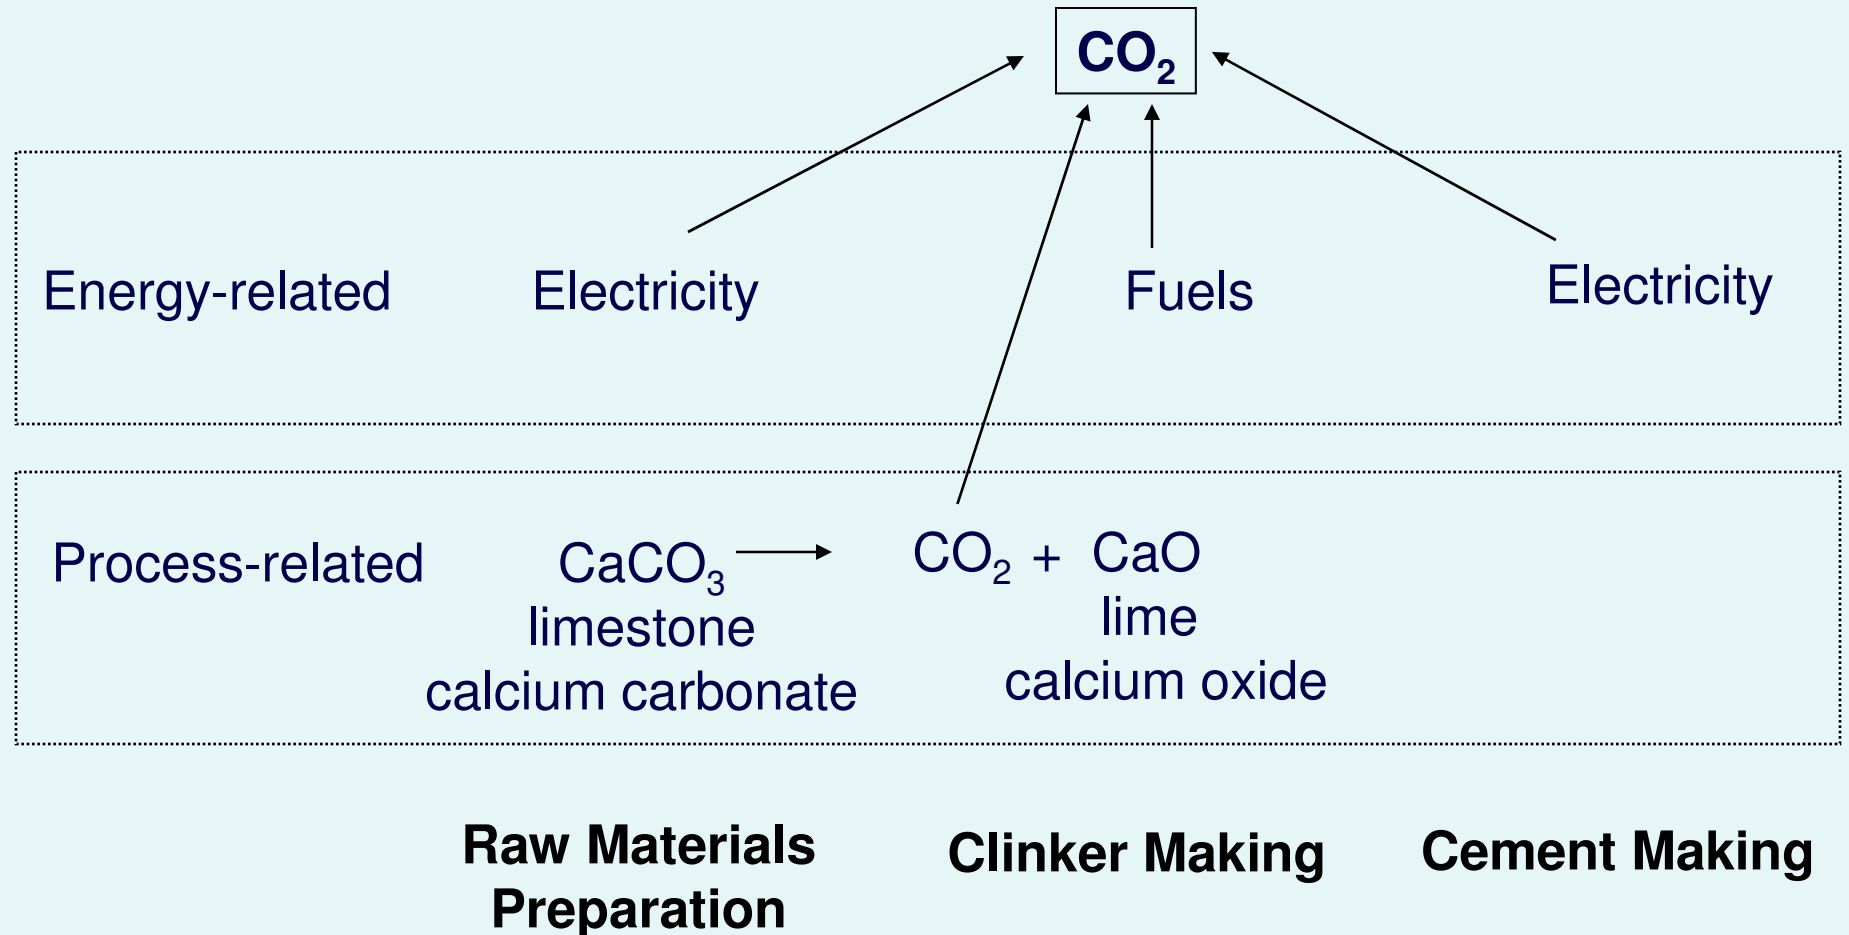 CO₂
Energy-related Electricity Fuels Electricity
Process-related CaCO₃ CO₂ + CaO
limestone lime
calcium carbonate calcium oxide
Raw Materials Clinker Making Cement Making
Preparation